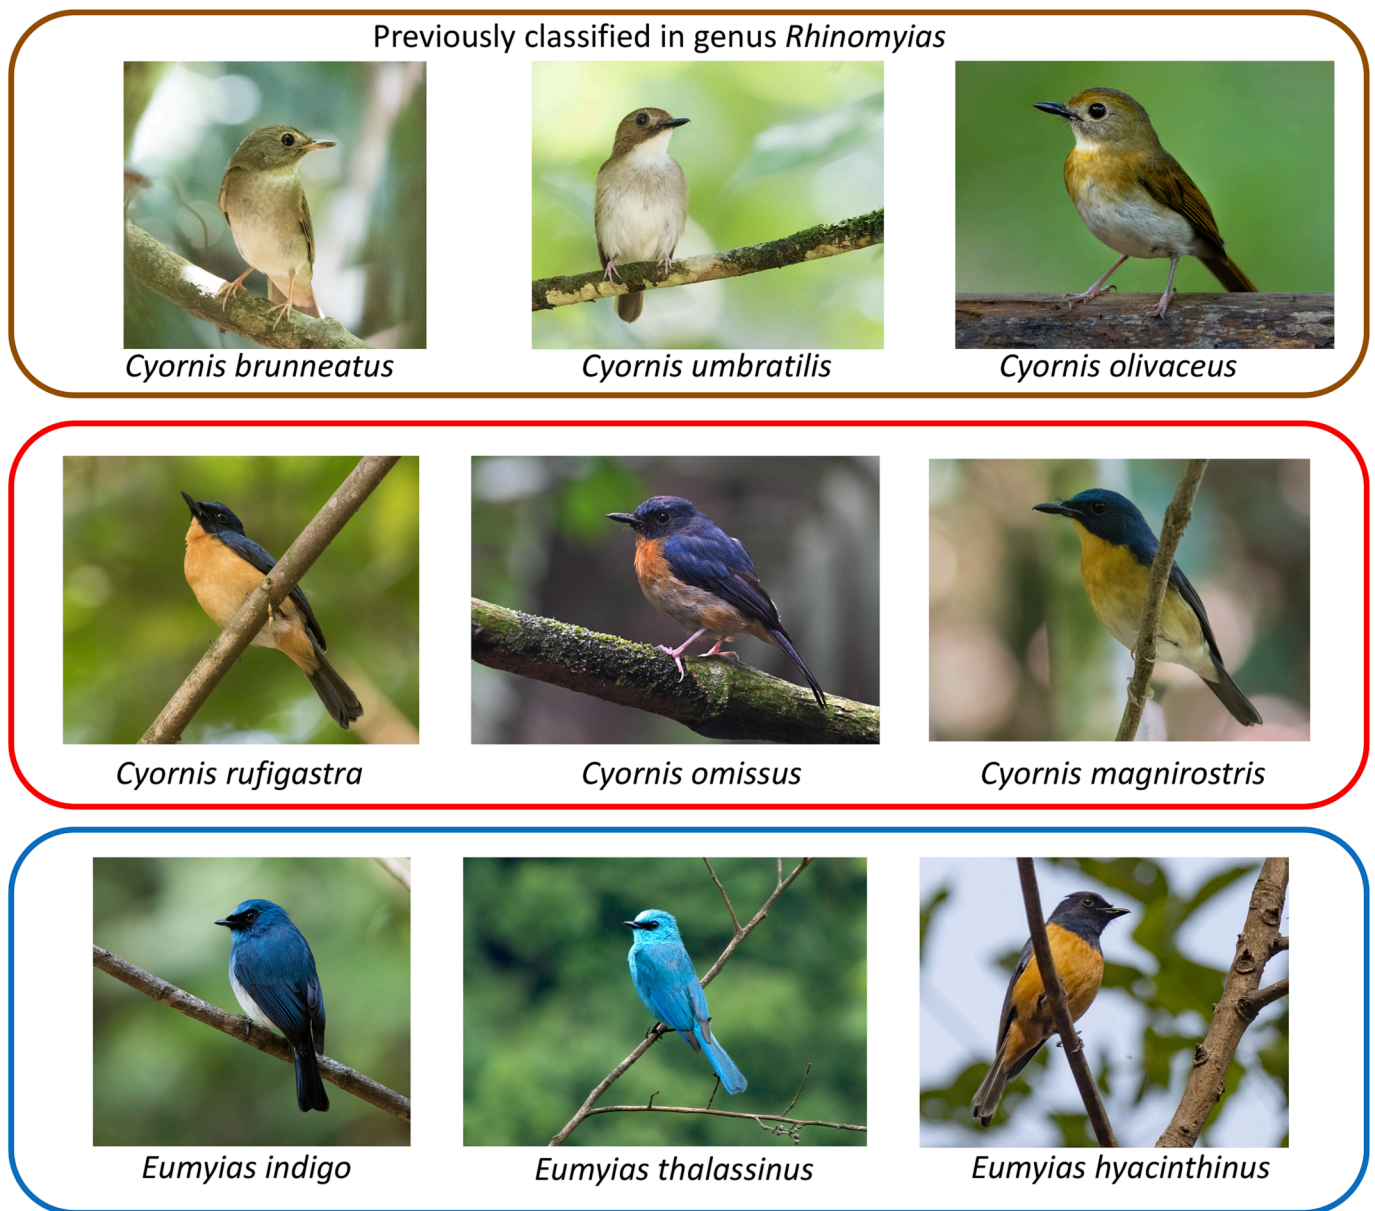 Previously classified in genus Rhinomyias
Cyornis brunneatus
Cyornis umbratilis
Cyornis olivaceus
Cyornis rufigastra
Cyornis omissus
Cyornis magnirostris
Eumyias indigo
Eumyias thalassinus
Eumyias hyacinthinus